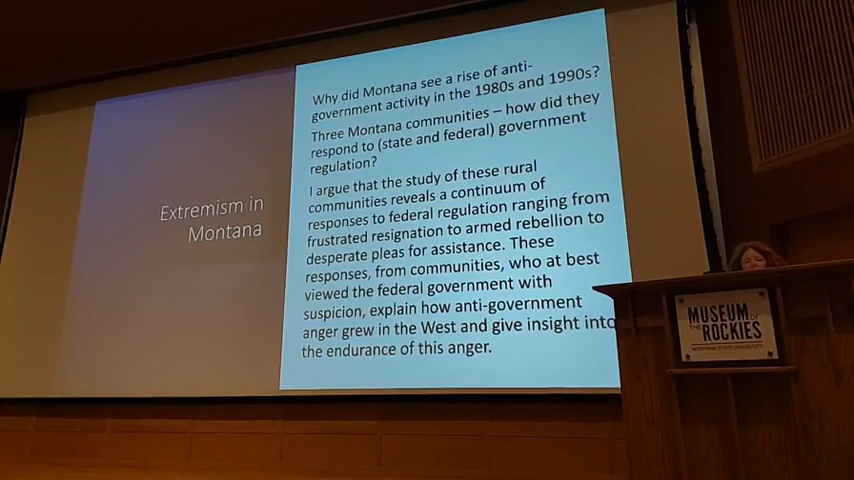 Extremism in
Montana
Why did Montana see a rise of anti-
government activity in the 1980s and 1990s?
Three Montana communities – how did they
respond to (state and federal) government
regulation?
I argue that the study of these rural
communities reveals a continuum of
responses to federal regulation ranging from
frustrated resignation to armed rebellion to
desperate pleas for assistance. These
responses, from communities, who at best
viewed the federal government with
suspicion, explain how anti-government
anger grew in the West and give insight into
the endurance of this anger.
MUSEUM OF
THE ROCKIES
MONTANA STATE UNIVERSITY